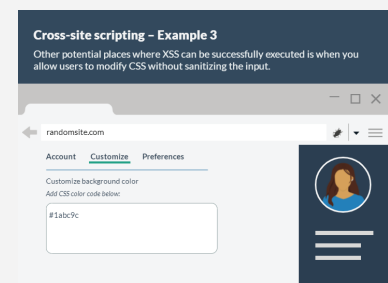 Cross-site scripting – Example 3
Other potential places where XSS can be successfully executed is when you
allow users to modify CSS without sanitizing the input.
randomsite.com
Account Customize Preferences
Customize background color
Add CSS color code below:
#1abc9c